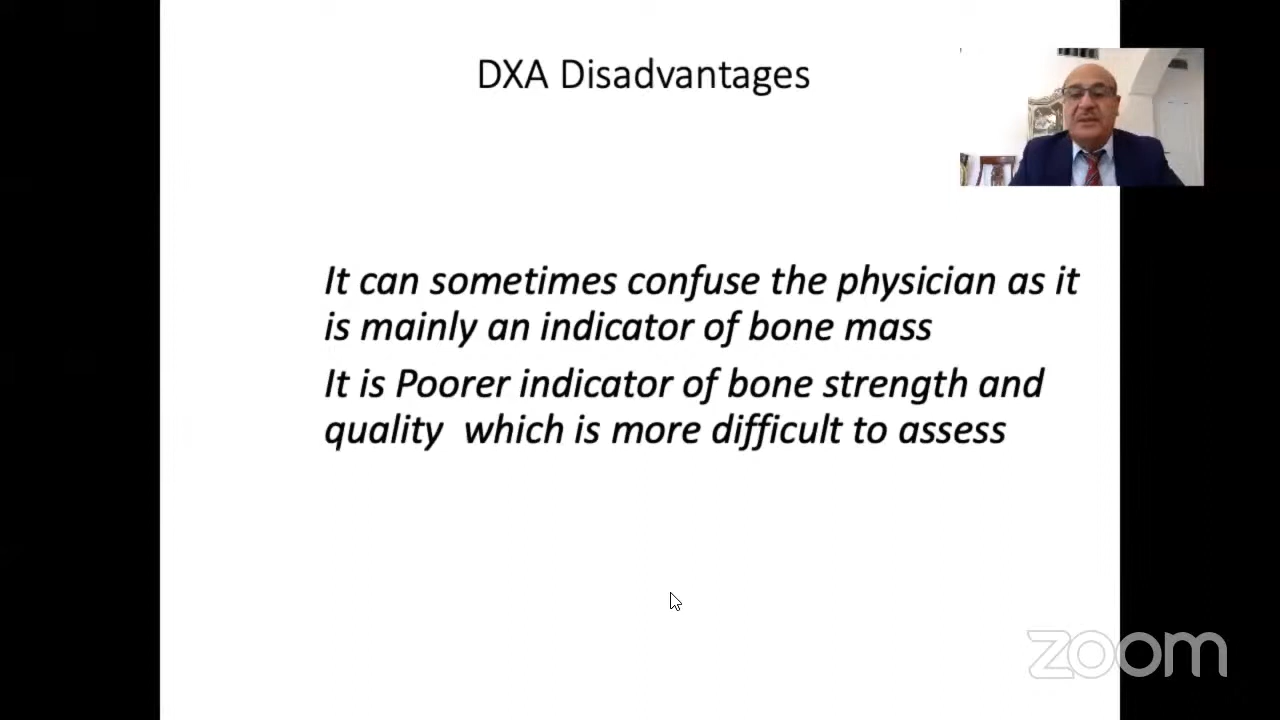 DXA Disadvantages
It can sometimes confuse the physician as it
is mainly an indicator of bone mass
It is Poorer indicator of bone strength and
quality  which is more difficult to assess
zoom